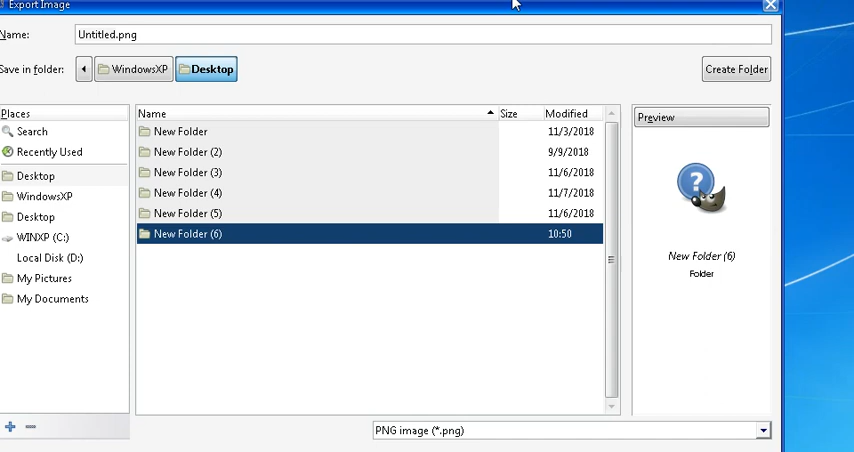 Export Image
Name:
Untitled.png
Save in folder:
WindowsXP
Desktop
Create Folder
Places
Search
Recently Used
Desktop
WindowsXP
Desktop
WINXP (C:)
Local Disk (D:)
My Pictures
My Documents
Name Size Modified
New Folder 11/3/2018
New Folder (2) 9/9/2018
New Folder (3) 11/6/2018
New Folder (4) 11/7/2018
New Folder (5) 11/6/2018
New Folder (6) 10:50
Preview
New Folder (6)
Folder
PNG image (*.png)